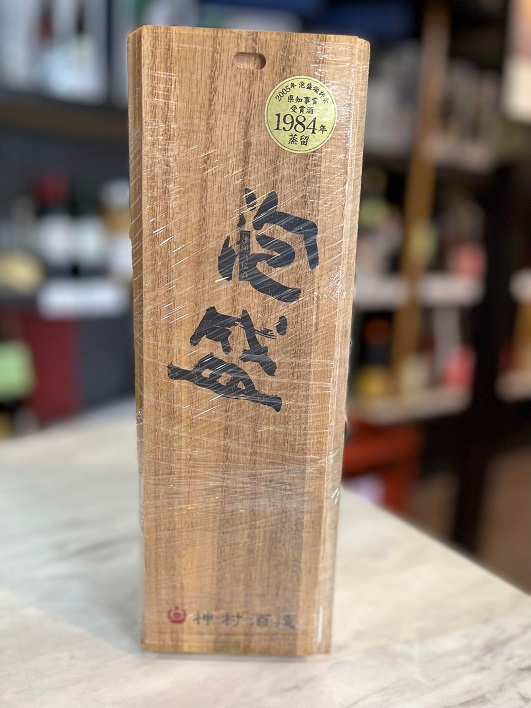 2005年 泡盛鑑評会
県知事賞
受賞酒
1984年
蒸留
泡盛
神村酒造